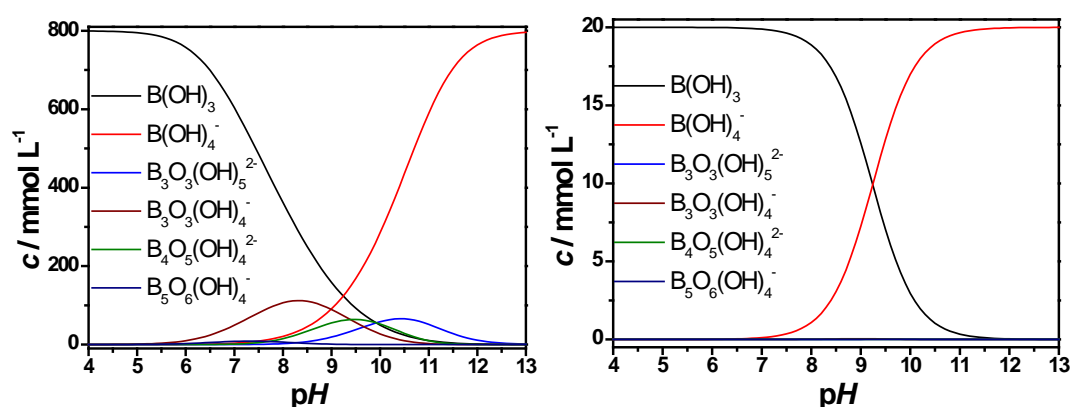 800
600
400
200
0
c / mmol L⁻¹
B(OH)₃
B(OH)₄⁻
B₃O₃(OH)₅²⁻
B₃O₃(OH)₄⁻
B₄O₅(OH)₄²⁻
B₅O₆(OH)₄⁻
4 5 6 7 8 9 10 11 12 13
pH
20
15
10
5
0
c / mmol L⁻¹
B(OH)₃
B(OH)₄⁻
B₃O₃(OH)₅²⁻
B₃O₃(OH)₄⁻
B₄O₅(OH)₄²⁻
B₅O₆(OH)₄⁻
4 5 6 7 8 9 10 11 12 13
pH